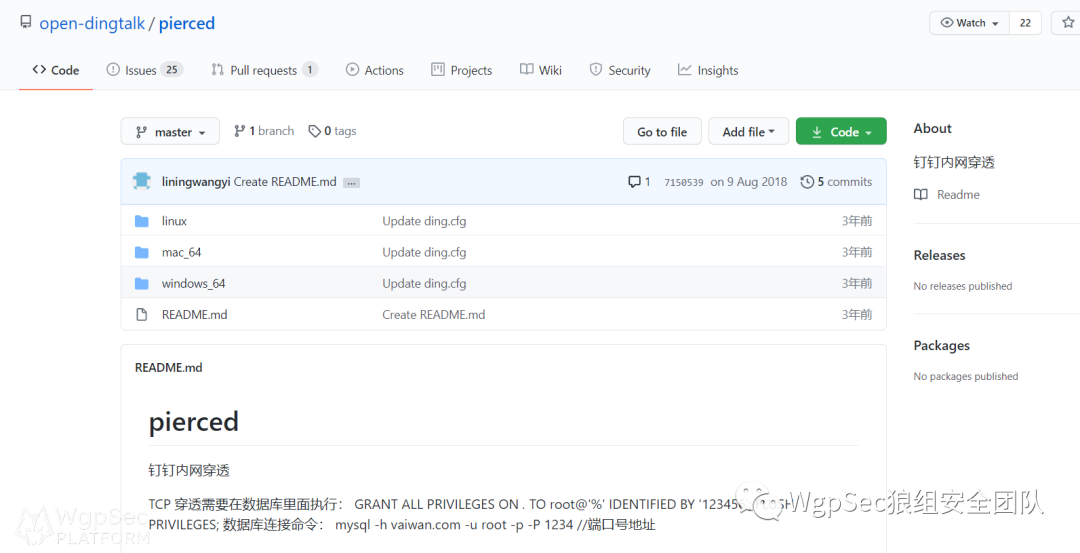 open-dingtalk / pierced
Watch 22
Code Issues 25 Pull requests 1 Actions Projects Wiki Security Insights
master 1 branch 0 tags Go to file Add file Code
liningwangyi Create README.md ... 1 7150539 on 9 Aug 2018 5 commits
linux Update ding.cfg 3年前
mac_64 Update ding.cfg 3年前
windows_64 Update ding.cfg 3年前
README.md Create README.md 3年前
About
钉钉内网穿透
Readme
Releases
No releases published
Packages
No packages published
README.md
pierced
钉钉内网穿透
TCP 穿透需要在数据库里面执行： GRANT ALL PRIVILEGES ON . TO root@'%' IDENTIFIED BY
PRIVILEGES; 数据库连接命令： mysql -h vaiwan.com -u root -p -P 1234 //端口号地址
WgpSec狼组安全团队
WgpSec
PLATFORM